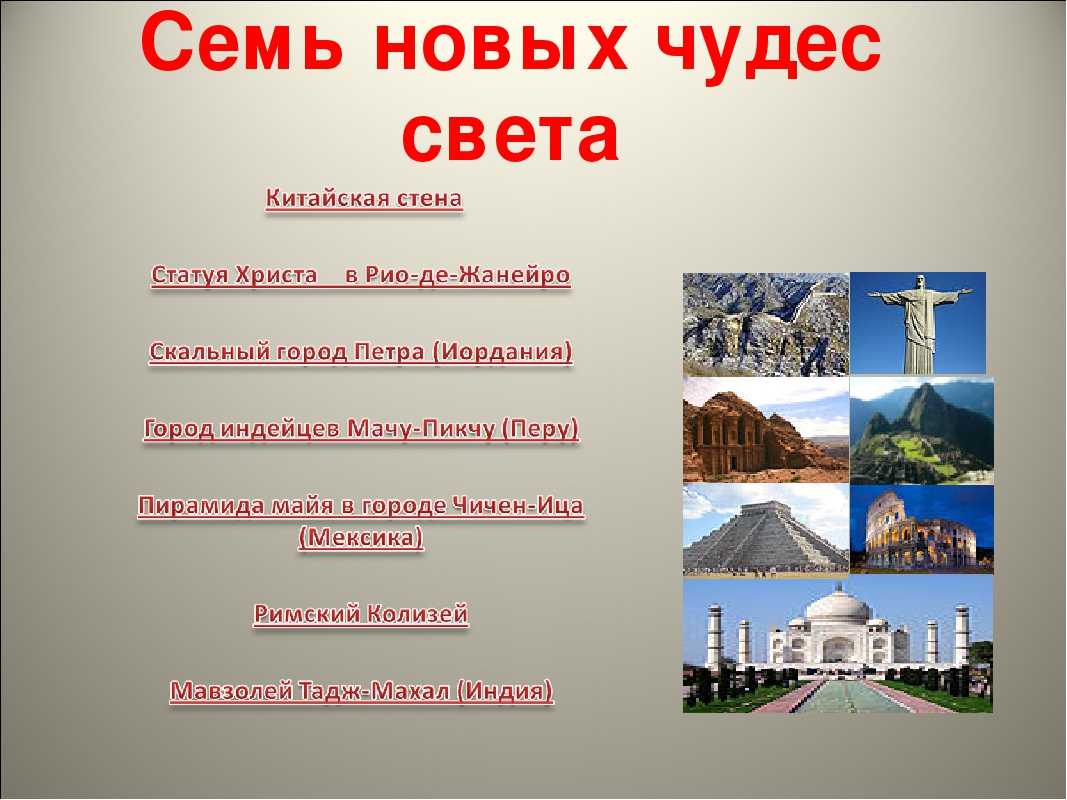 Семь новых чудес
света
Китайская стена
Статуя Христа в Рио-де-Жанейро
Скальный город Петра (Иордания)
Город индейцев Мачу-Пикчу (Перу)
Пирамида майя в городе Чичен-Ица
(Мексика)
Римский Колизей
Мавзолей Тадж-Махал (Индия)